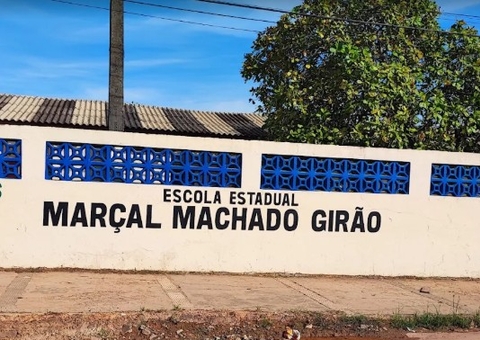 ESCOLA ESTADUAL
MARÇAL MACHADO GIRÃO